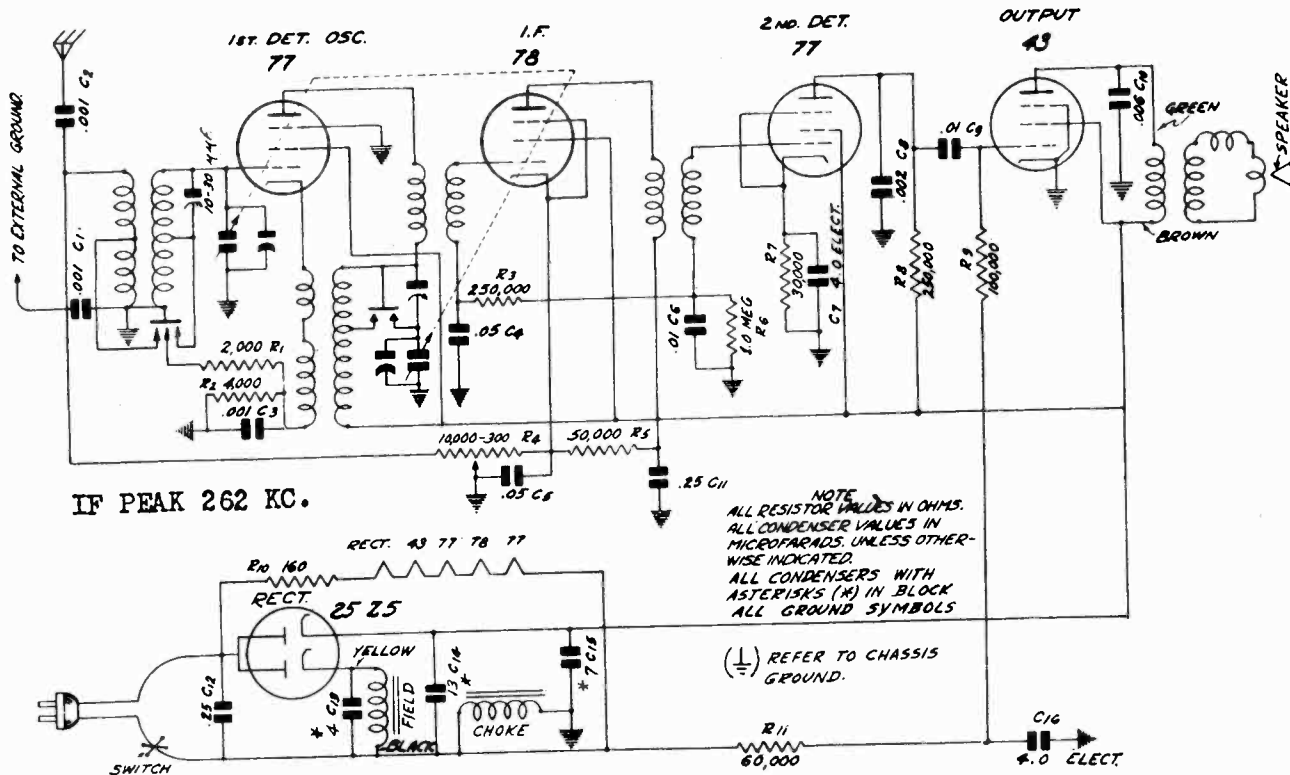 1ST. DET. OSC.
77
I.F.
78
2ND. DET.
77
OUTPUT
43
TO EXTERNAL GROUND.
.001 C2
.001 C1.
10-30 MMF.
2,000 R1
R2 4,000
.001 C3
R3
250,000
.05 C4
10,000-300 R4
50,000 R5
.05 C5
.01 C6
1.0 MEG
R6
R7
30,000
C7 4.0 ELECT.
.002 C8
R8
250,000
.01 C9
R9
100,000
.006 C10
GREEN
BROWN
SPEAKER
.25 C11
IF PEAK 262 KC.
NOTE
ALL RESISTOR VALUES IN OHMS.
ALL CONDENSER VALUES IN
MICROFARADS. UNLESS OTHER-
WISE INDICATED.
ALL CONDENSERS WITH
ASTERISKS (*) IN BLOCK
ALL GROUND SYMBOLS
( ) REFER TO CHASSIS
GROUND.
RECT. 43 77 78 77
R10 160
RECT.
25 Z5
YELLOW
.25 C12
* 4 C13
FIELD
BLACK
13 C14
*
CHOKE
* 7 C15
SWITCH
R11
60,000
C16
4.0 ELECT.